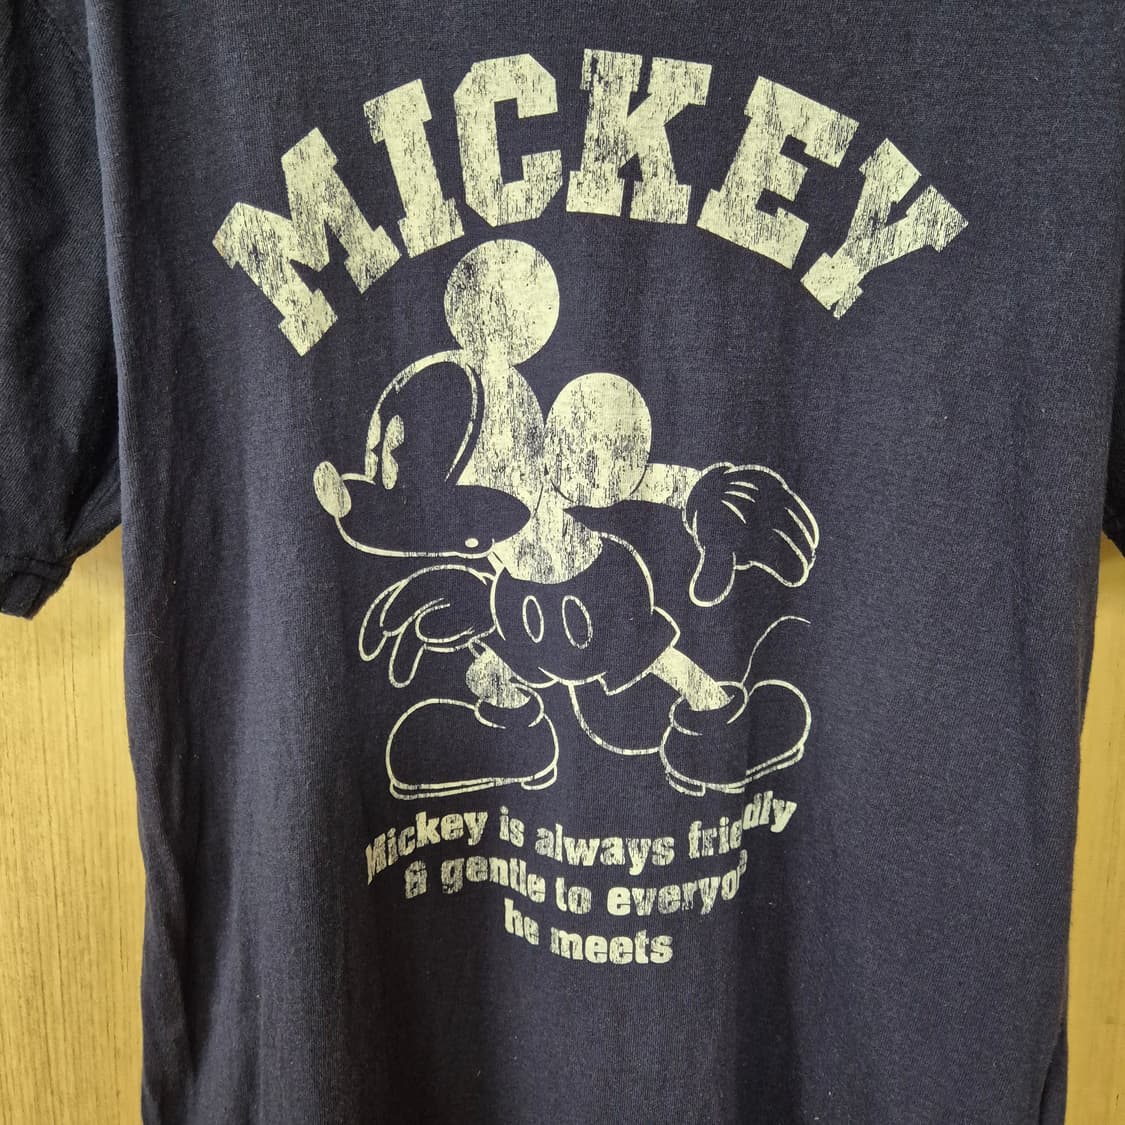 MICKEY
Mickey is always friendly
& gentle to everyone
he meets